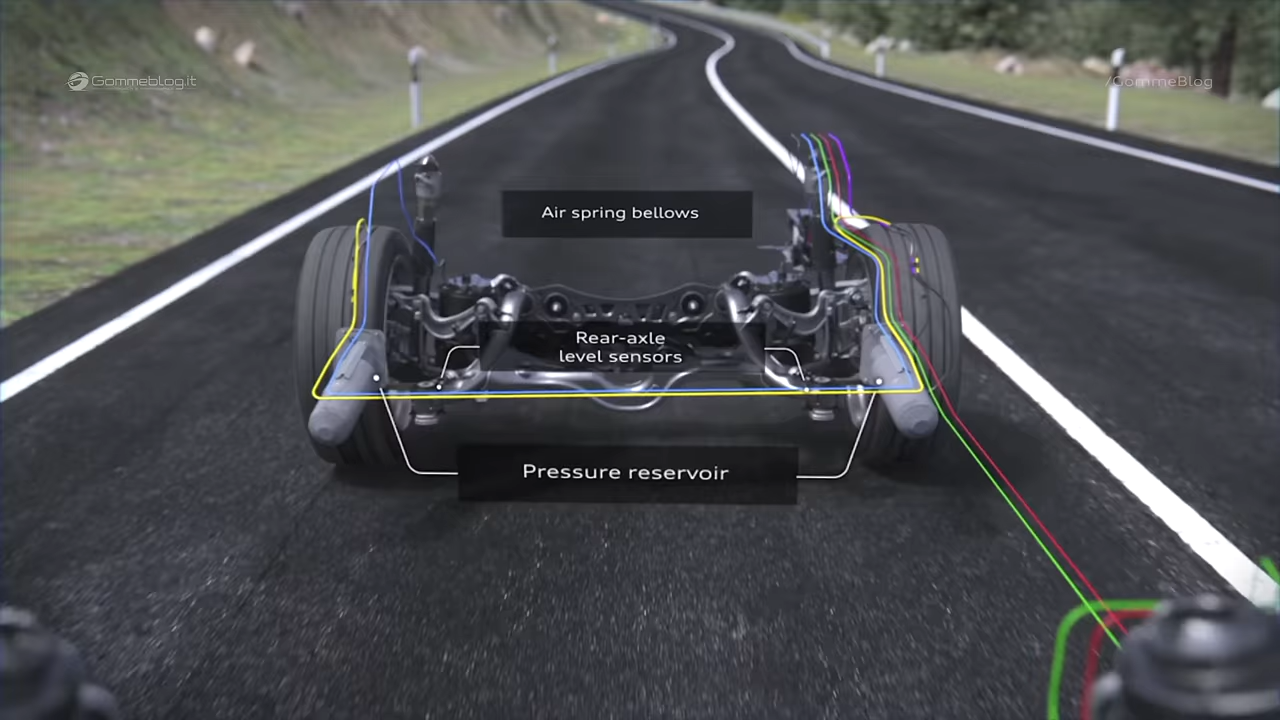 Gommeblog.it
/GommeBlog
Air spring bellows
Rear-axle
level sensors
Pressure reservoir